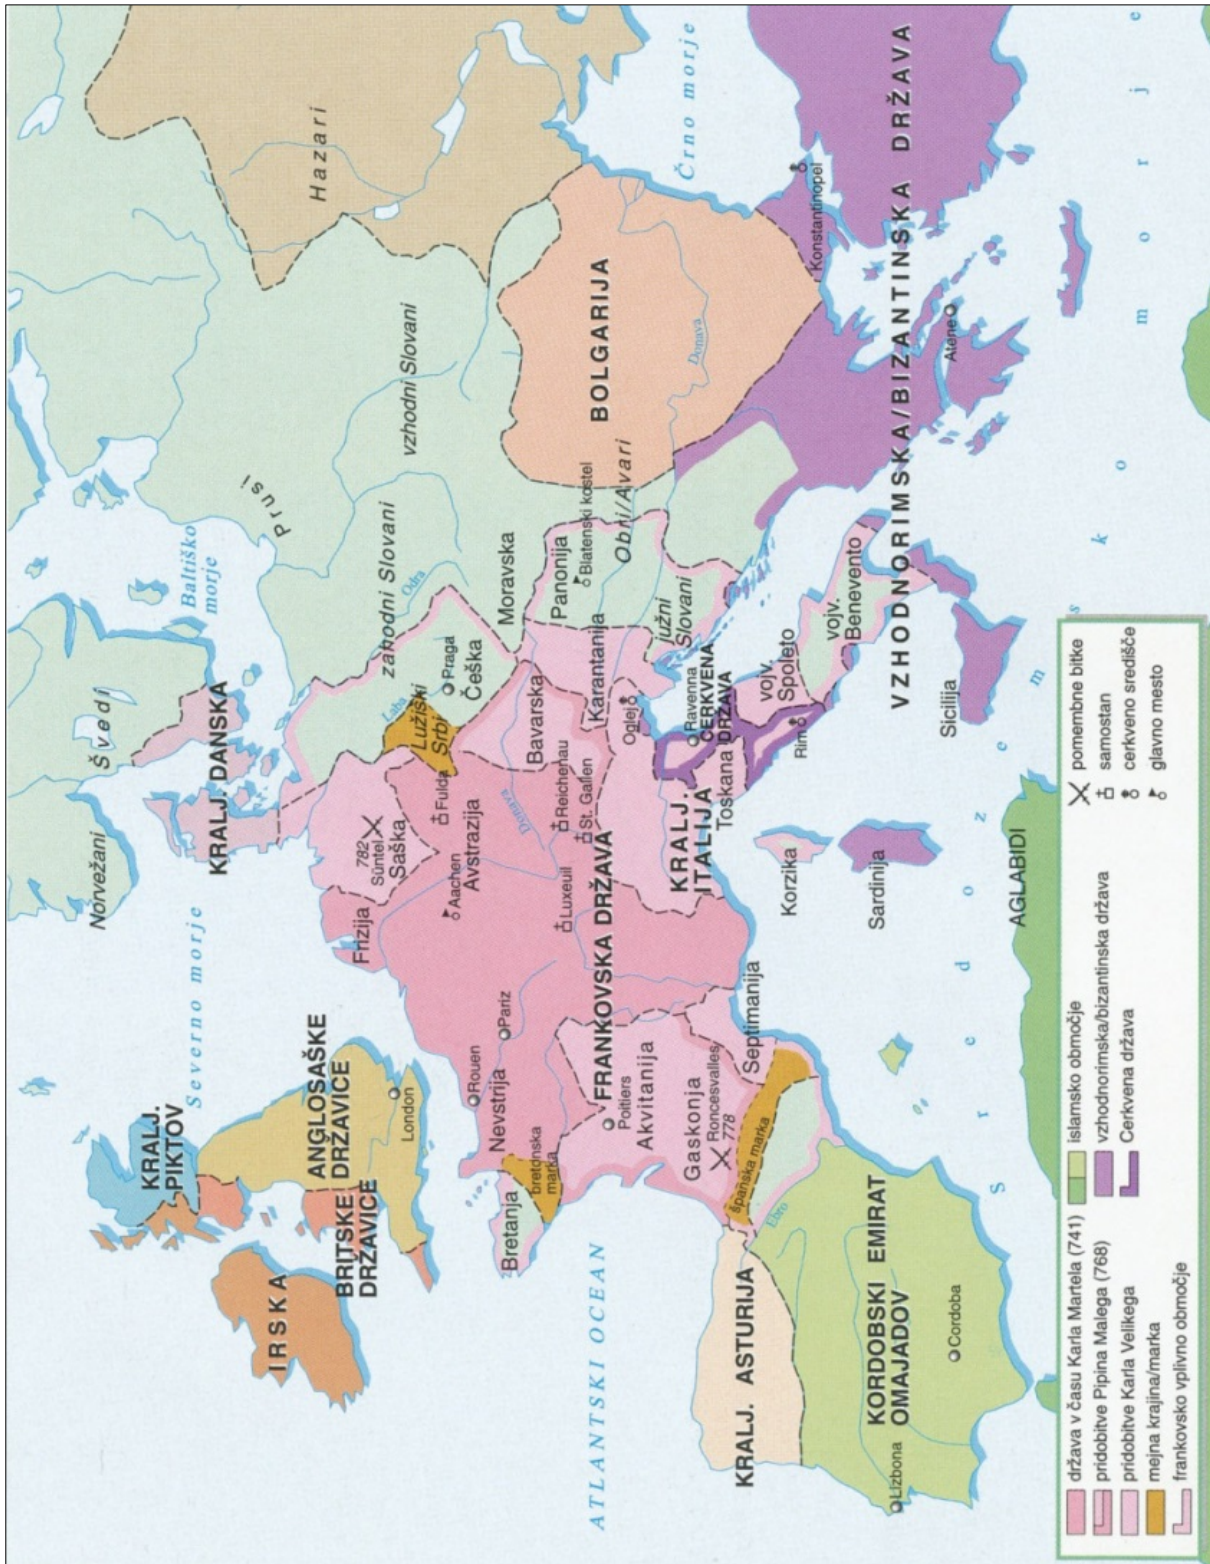 Norvežani
Švedi
Baltiško
morje
Prusi
Hazari
Severno morje
KRALJ. DANSKA
KRALJ.
PIKTOV
IRSKA
BRITSKE
DRŽAVICE
ANGLOSAŠKE
DRŽAVICE
London
Frizija
782
Süntel
Saška
Laba
Odra
zahodni Slovani
vzhodni Slovani
Lužiški
Srbi
Praga
Češka
Moravska
Aachen
Avstrazija
Fulda
Rouen
Pariz
Nevstrija
bretonska
marka
Bretanja
Luxeuil
Reichenau
St. Gallen
Donava
Bavarska
Karantanija
Panonija
Blatenski kostel
Obri/Avari
južni
Slovani
BOLGARIJA
Donava
Črno morje
ATLANTSKI OCEAN
FRANKOVSKA DRŽAVA
Poitiers
Akvitanija
Gaskonja
Roncesvalles
778
Septimanija
španska marka
Ebro
KRALJ. ASTURIJA
KORDOBSKI EMIRAT
OMAJADOV
Lizbona
Cordoba
KRALJ.
ITALIJA
Oglej
Ravenna
CERKVENA
DRŽAVA
Toskana
vojv.
Spoleto
Rim
vojv.
Benevento
Korzika
Sardinija
Sicilija
AGLABIDI
Konstantinopel
Atene
VZHODNORIMSKA/BIZANTINSKA DRŽAVA
Sredozemsko morje
država v času Karla Martela (741)
pridobitve Pipina Malega (768)
pridobitve Karla Velikega
mejna krajina/marka
frankovsko vplivno območje
islamsko območje
vzhodnorimska/bizantinska država
Cerkvena država
pomembne bitke
samostan
cerkveno središče
glavno mesto